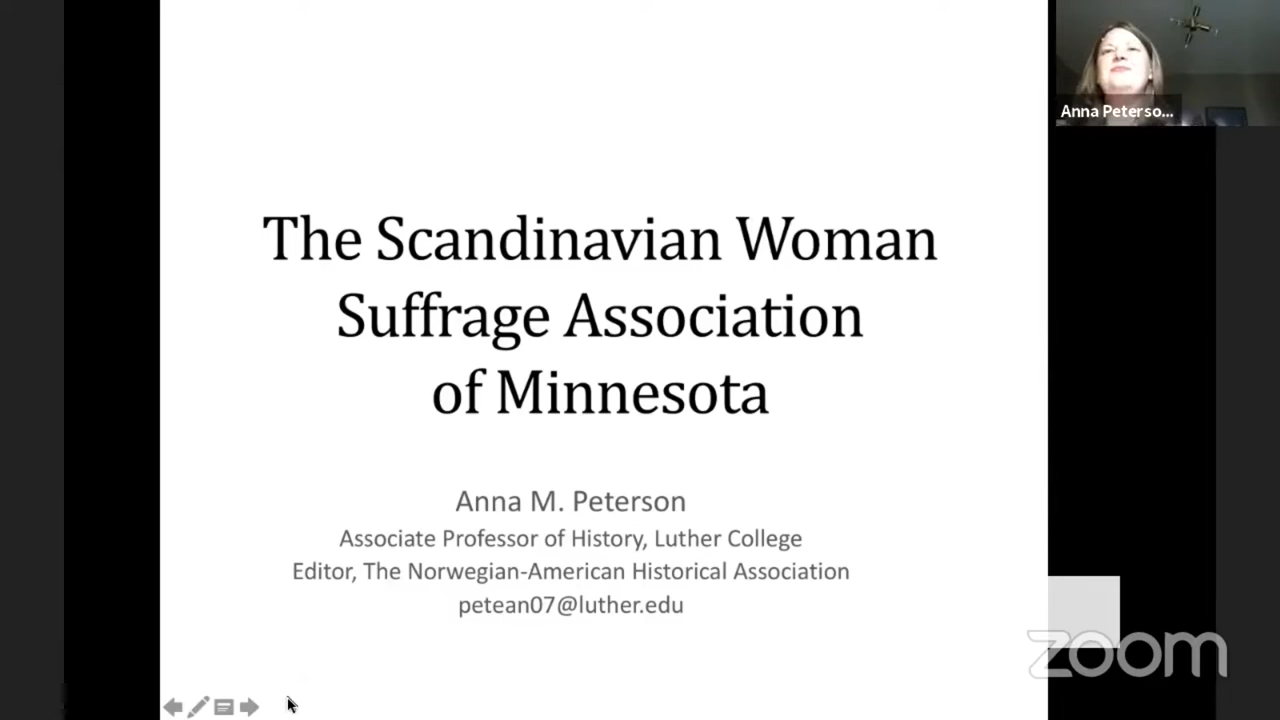 The Scandinavian Woman
Suffrage Association
of Minnesota
Anna M. Peterson
Associate Professor of History, Luther College
Editor, The Norwegian-American Historical Association
petean07@luther.edu
Anna Peterso...
zoom